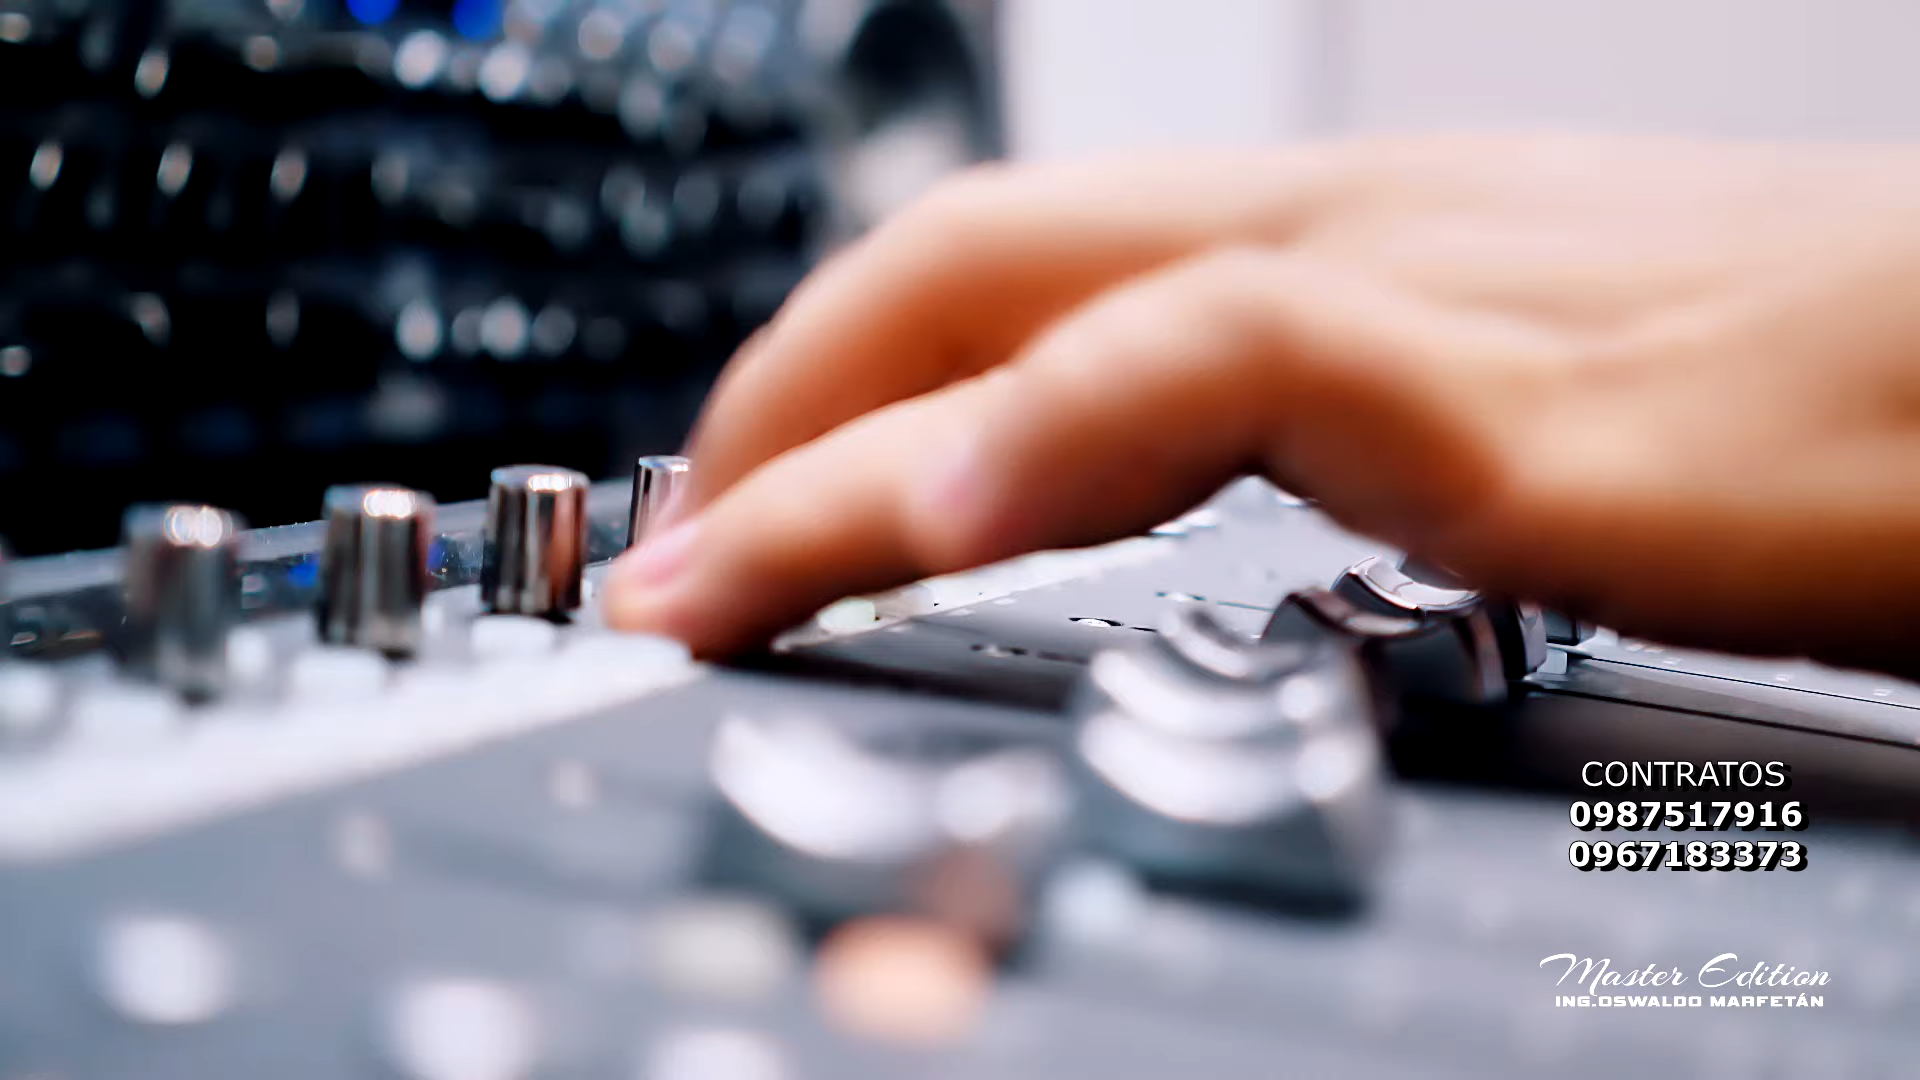 CONTRATOS
0987517916
0967183373
Master Edition
ING.OSWALDO MARFETÁN